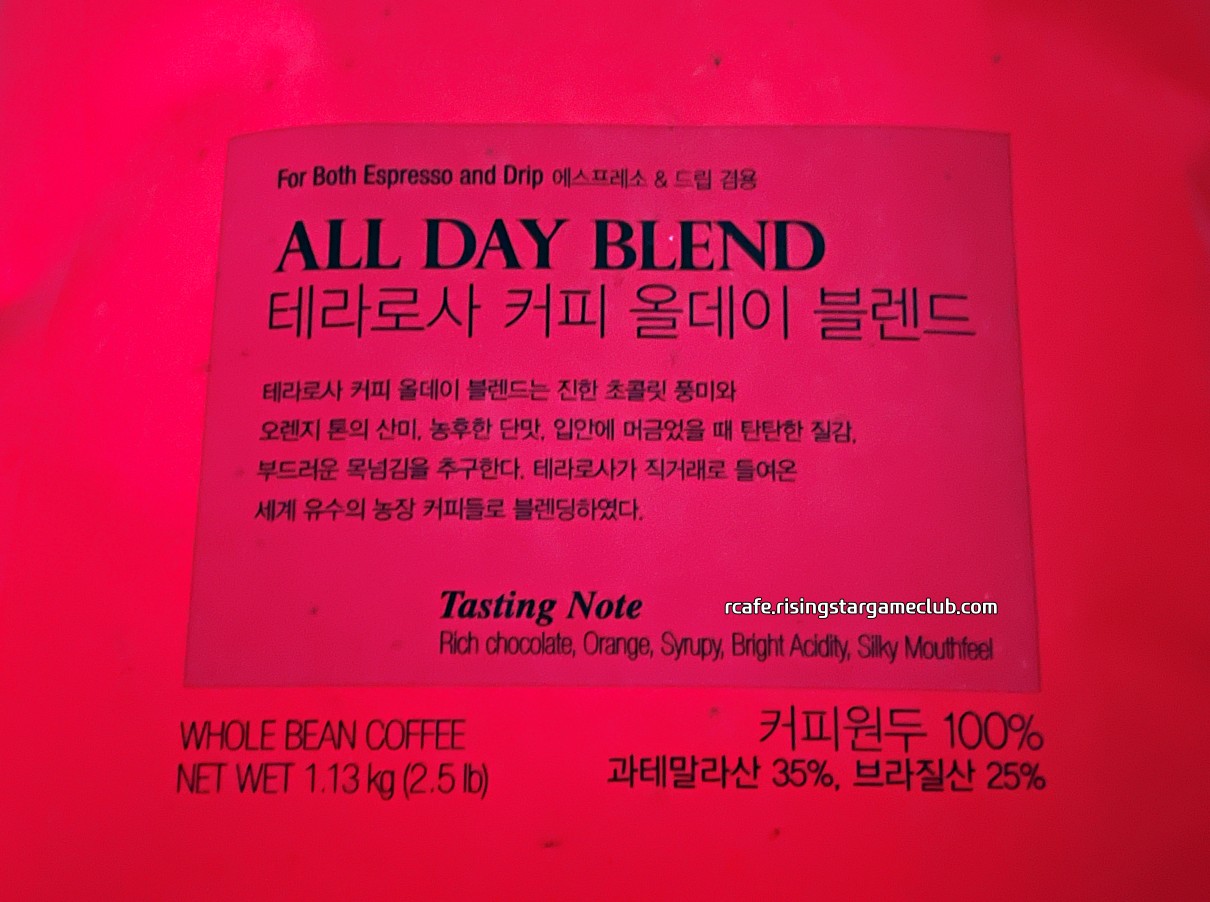 For Both Espresso and Drip 에스프레소 & 드립 겸용
ALL DAY BLEND
테라로사 커피 올데이 블렌드
테라로사 커피 올데이 블렌드는 진한 초콜릿 풍미와
오렌지 톤의 산미, 농후한 단맛, 입안에 머금었을 때 탄탄한 질감,
부드러운 목넘김을 추구한다. 테라로사가 직거래로 들여온
세계 유수의 농장 커피들로 블렌딩하였다.
Tasting Note
rcafe.risingstargameclub.com
Rich chocolate, Orange, Syrupy, Bright Acidity, Silky Mouthfeel
WHOLE BEAN COFFEE
NET WET 1.13 kg (2.5 lb)
커피원두 100%
과테말라산 35%, 브라질산 25%